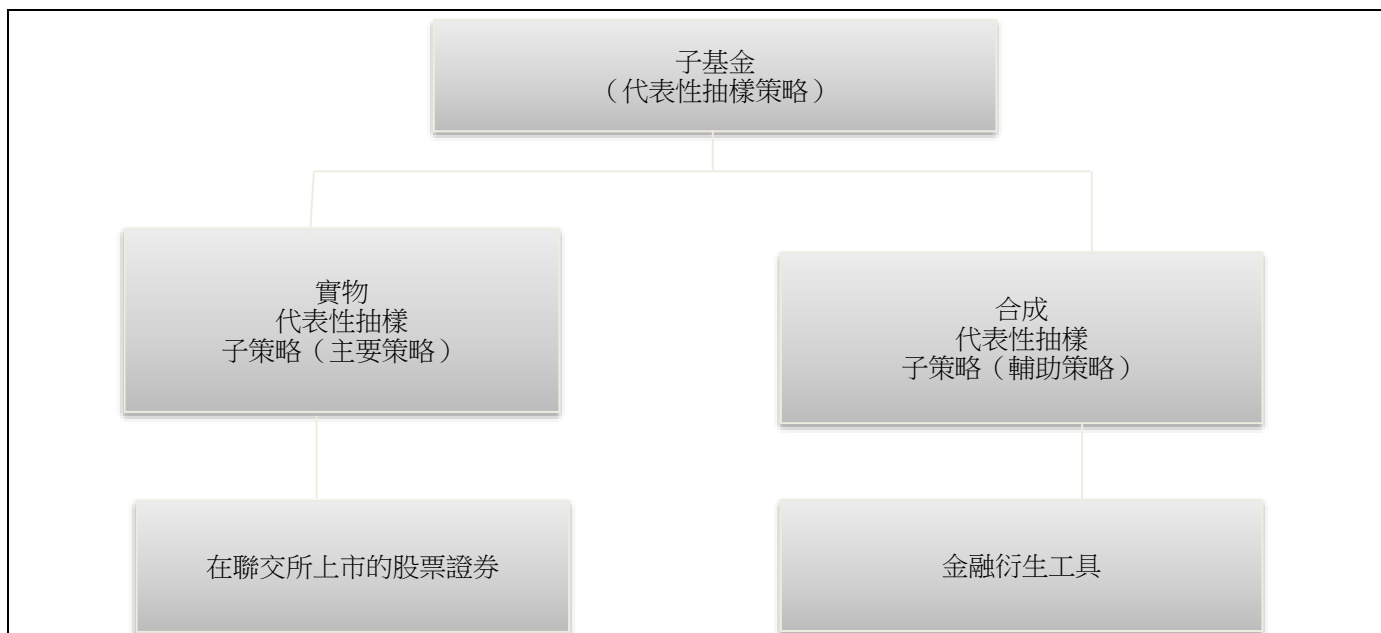 子基金
（代表性抽樣策略）
實物
代表性抽樣
子策略（主要策略）
合成
代表性抽樣
子策略（輔助策略）
在聯交所上市的股票證券
金融衍生工具